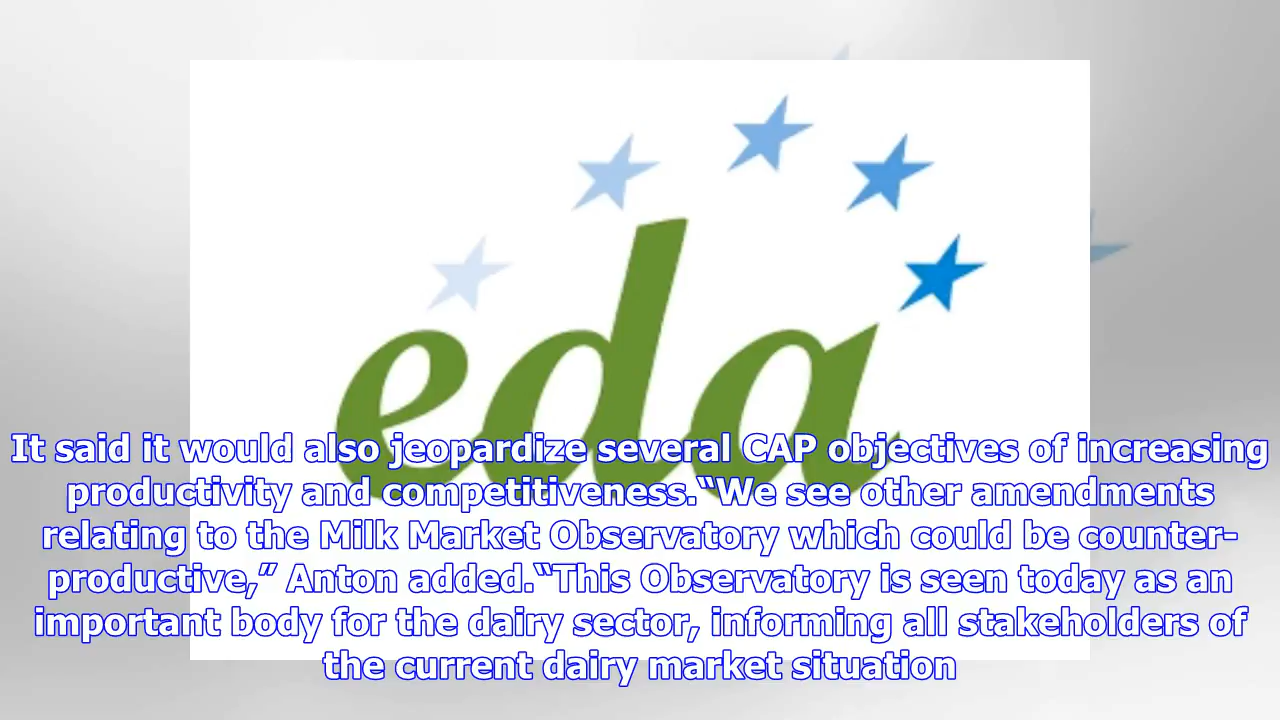 eda
It said it would also jeopardize several CAP objectives of increasing
productivity and competitiveness.“We see other amendments
relating to the Milk Market Observatory which could be counter-
productive,” Anton added.“This Observatory is seen today as an
important body for the dairy sector, informing all stakeholders of
the current dairy market situation